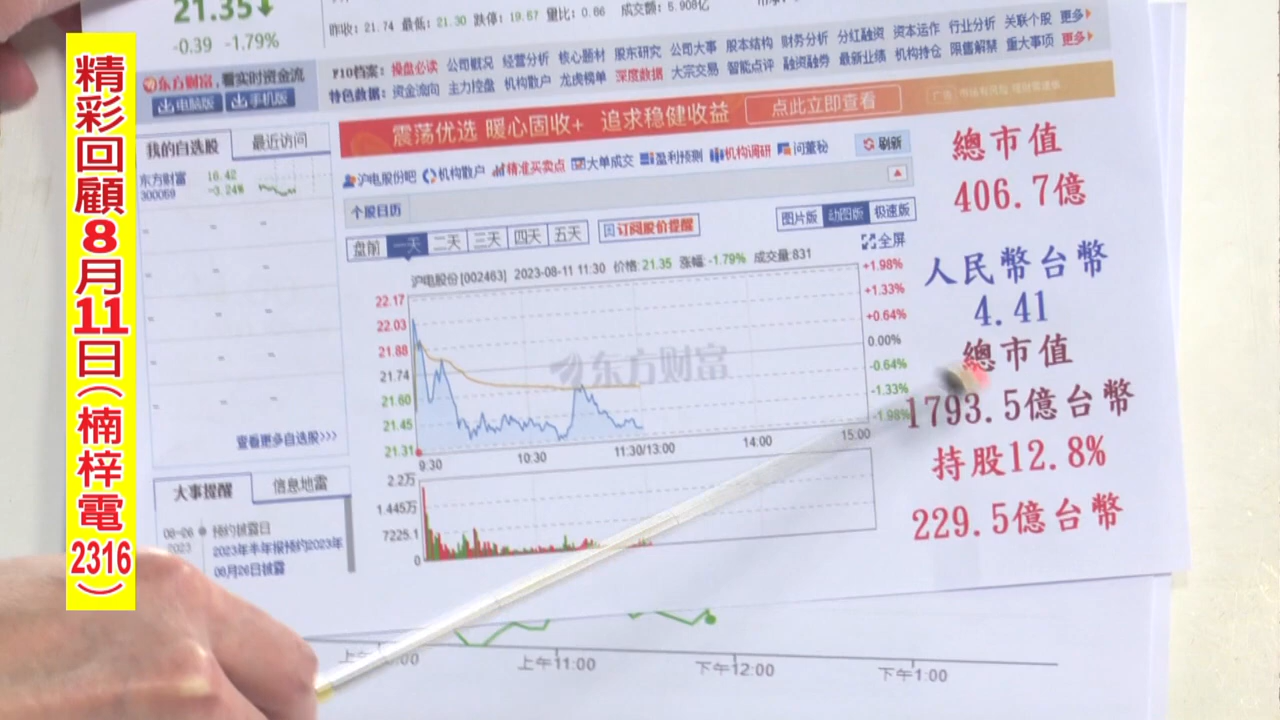 精彩回顧8月11日(楠梓電2316)
21.35↓
-0.39 -1.79%
昨收: 21.74 最低: 21.30 跌停: 19.57 量比: 0.66 成交额: 5.908亿
F10档案: 操盘必读 公司概况 经营分析 核心题材 股东研究 公司大事 股本结构 财务分析 分红融资 资本运作 行业分析 关联个股 更多
特色数据: 资金流向 主力控盘 机构散户 龙虎榜单 深度数据 大宗交易 智能点评 融资融券 最新业绩 机构持仓 限售解禁 重大事项 更多
东方财富,看实时资金流
电脑版 手机版
震荡优选 暖心固收+ 追求稳健收益 点此立即查看
广告
我的自选股 最近访问
东方财富 16.42
300059 -3.24%
查看更多自选股>>>
沪电股份吧 机构散户 精准买卖点 大单成交 盈利预测 机构调研 问董秘 刷新
个股日历
盘前 一天 二天 三天 四天 五天 订阅股价提醒 图片版 动图版 极速版
全屏
沪电股份[002463] 2023-08-11 11:30 价格: 21.35 涨幅: -1.79% 成交量: 831
22.17 +1.98%
22.03 +1.33%
21.88 +0.64%
21.74 0.00%
21.60 -0.64%
21.45 -1.33%
21.31 -1.98%
东方财富
9:30 10:30 11:30/13:00 14:00 15:00
2.2万
1.445万
7225.1
0
大事提醒 信息地雷
08-26 预约披露日
2023 2023年半年报预约2023年
08月26日披露
總市值
406.7億
人民幣台幣
4.41
總市值
1793.5億台幣
持股12.8%
229.5億台幣
上午11:00 下午12:00 下午1:00